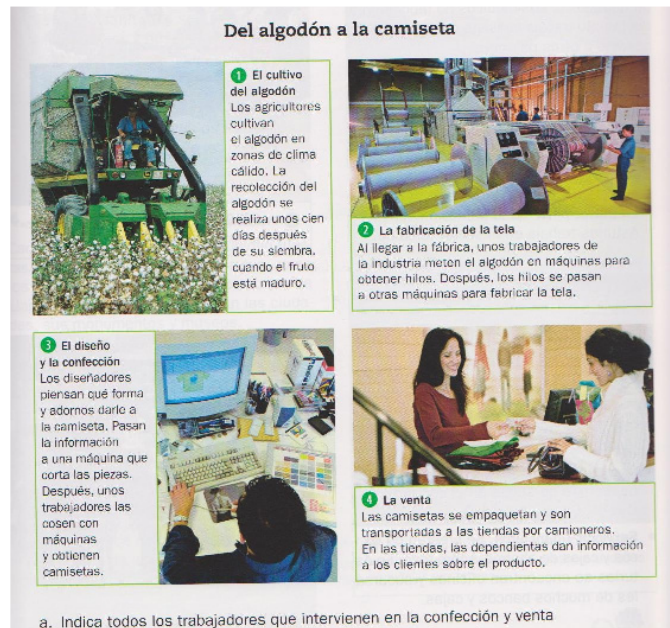 Del algodón a la camiseta
1 El cultivo
del algodón
Los agricultores
cultivan
el algodón en
zonas de clima
cálido. La
recolección del
algodón se
realiza unos cien
días después
de su siembra,
cuando el fruto
está maduro.
2 La fabricación de la tela
Al llegar a la fábrica, unos trabajadores de
la industria meten el algodón en máquinas para
obtener hilos. Después, los hilos se pasan
a otras máquinas para fabricar la tela.
3 El diseño
y la confección
Los diseñadores
piensan qué forma
y adornos darle a
la camiseta. Pasan
la información
a una máquina que
corta las piezas.
Después, unos
trabajadores las
cosen con
máquinas
y obtienen
camisetas.
4 La venta
Las camisetas se empaquetan y son
transportadas a las tiendas por camioneros.
En las tiendas, las dependientas dan información
a los clientes sobre el producto.
a. Indica todos los trabajadores que intervienen en la confección y venta